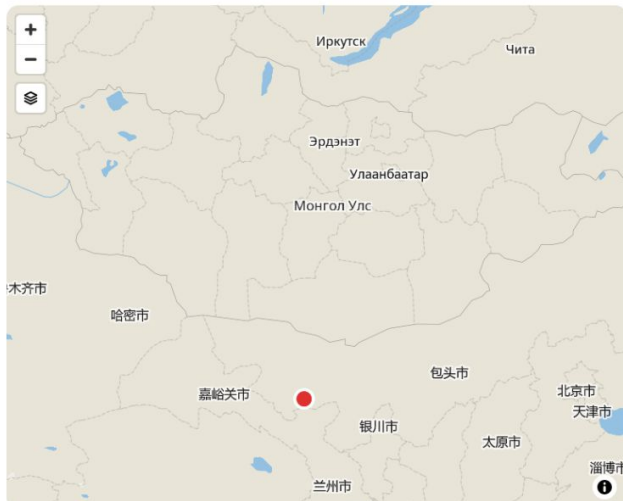 +
Иркутск
Чита
−
Эрдэнэт
Улаанбаатар
Монгол Улс
木齐市
哈密市
包头市
嘉峪关市
北京市
天津市
银川市
太原市
淄博市
兰州市